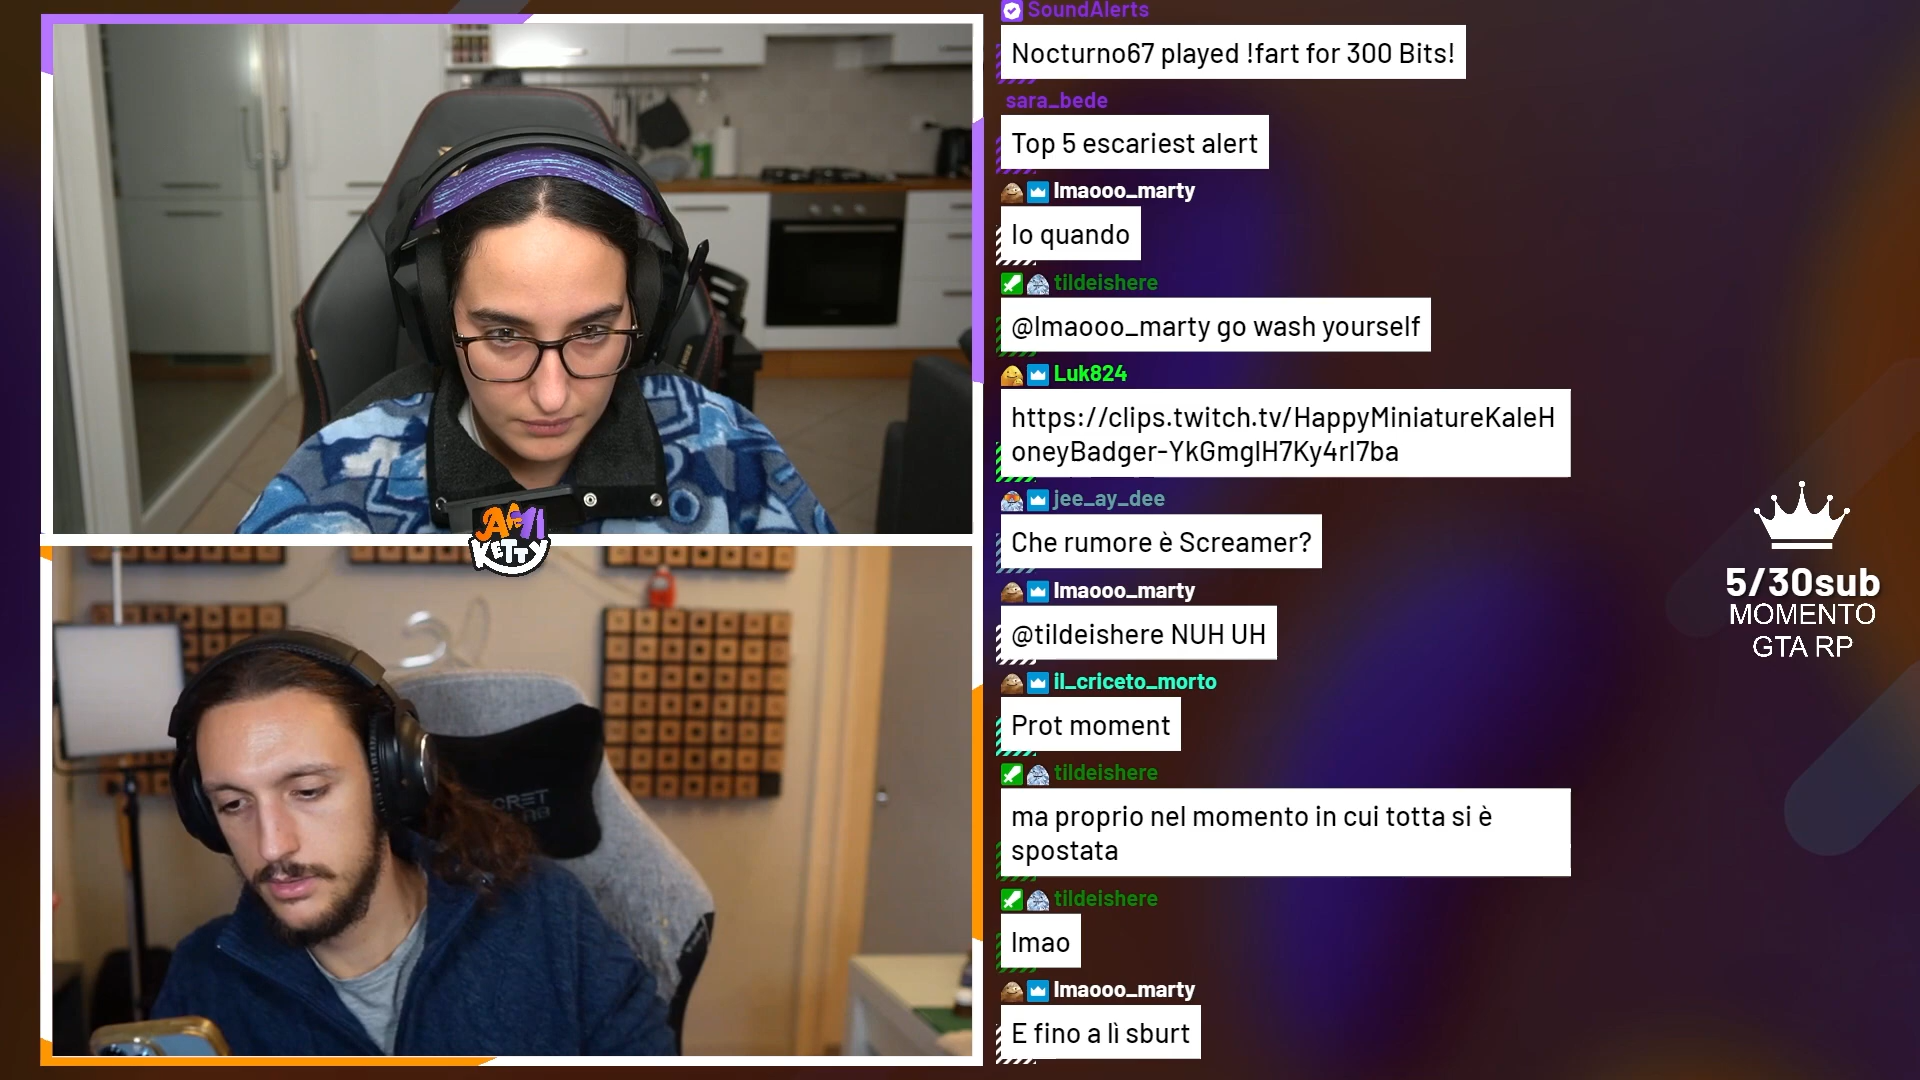 SoundAlerts
Nocturno67 played !fart for 300 Bits!
sara_bede
Top 5 escariest alert
lmaooo_marty
Io quando
tildeishere
@lmaooo_marty go wash yourself
Luk824
https://clips.twitch.tv/HappyMiniatureKaleH
oneyBadger-YkGmglH7Ky4rl7ba
jee_ay_dee
Che rumore è Screamer?
lmaooo_marty
@tildeishere NUH UH
il_criceto_morto
Prot moment
tildeishere
ma proprio nel momento in cui totta si è
spostata
tildeishere
lmao
lmaooo_marty
E fino a lì sburt
5/30sub
MOMENTO
GTA RP
KETTY